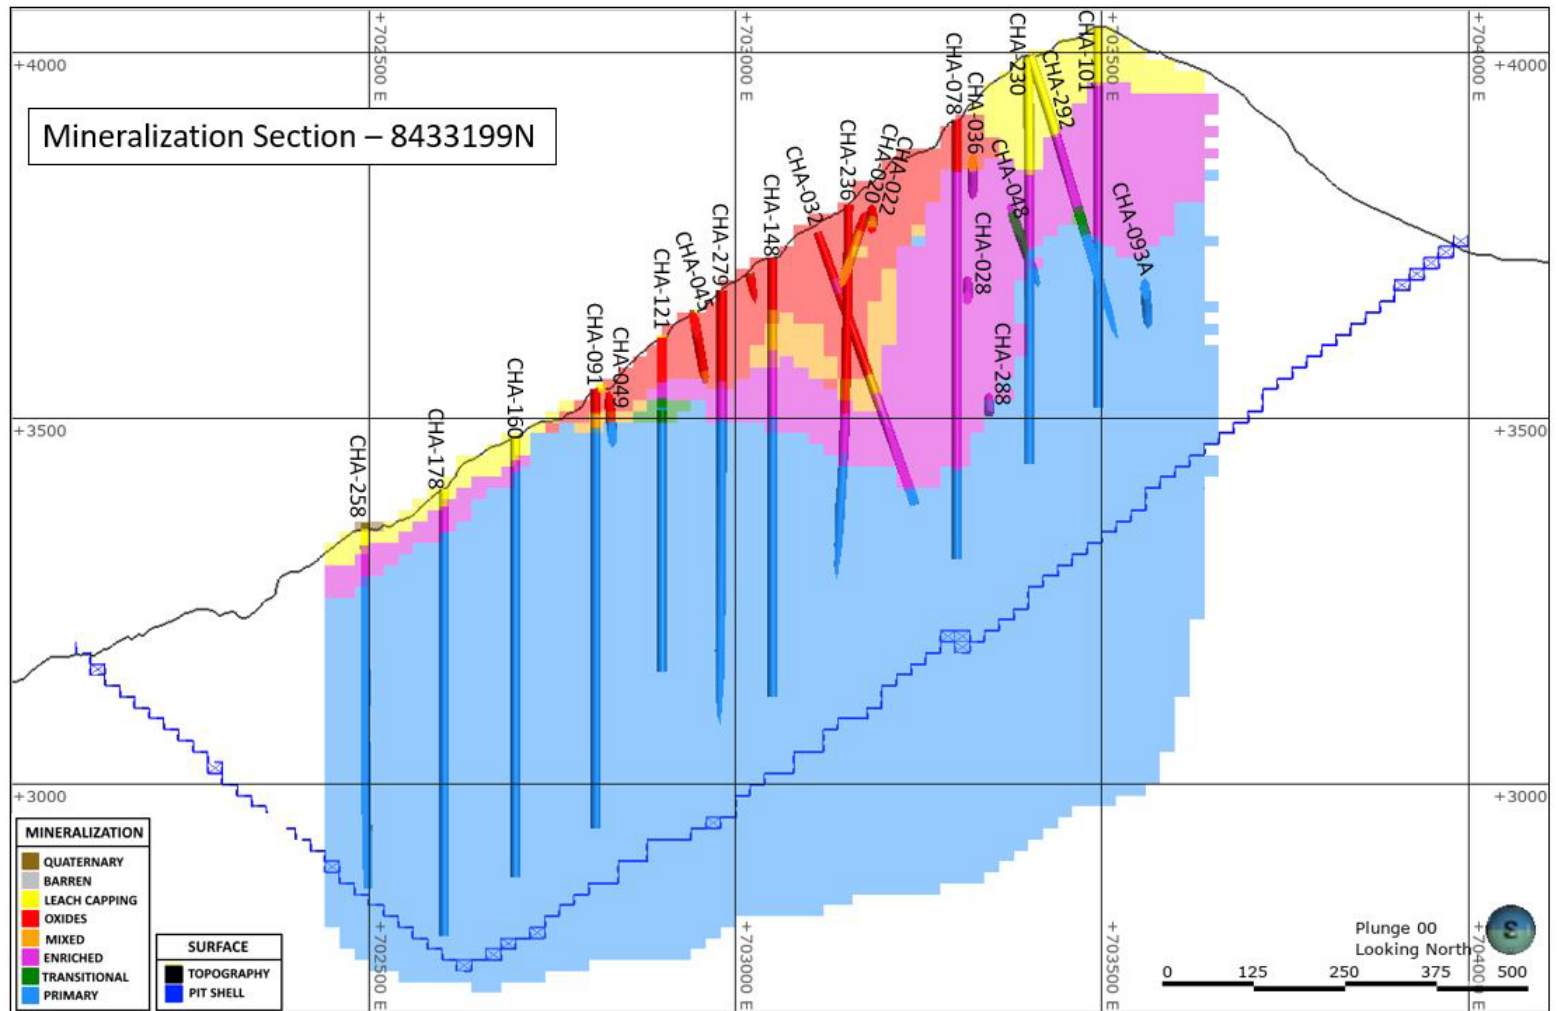 +702500 E
+703000 E
+703500 E
+4000
+4000
Mineralization Section – 8433199N
CHA-101
CHA-230
CHA-292
CHA-078
CHA-036
CHA-236
CHA-020
CHA-022
CHA-032
CHA-148
CHA-048
CHA-093A
CHA-279
CHA-028
CHA-045
CHA-121
CHA-091
CHA-049
CHA-288
CHA-160
CHA-178
CHA-258
+3500
+3500
+3000
+3000
MINERALIZATION
QUATERNARY
BARREN
LEACH CAPPING
OXIDES
MIXED
ENRICHED
TRANSITIONAL
PRIMARY
SURFACE
TOPOGRAPHY
PIT SHELL
+702500 E
+703000 E
+703500 E
+704000 E
Plunge 00
Looking North
0 125 250 375 500